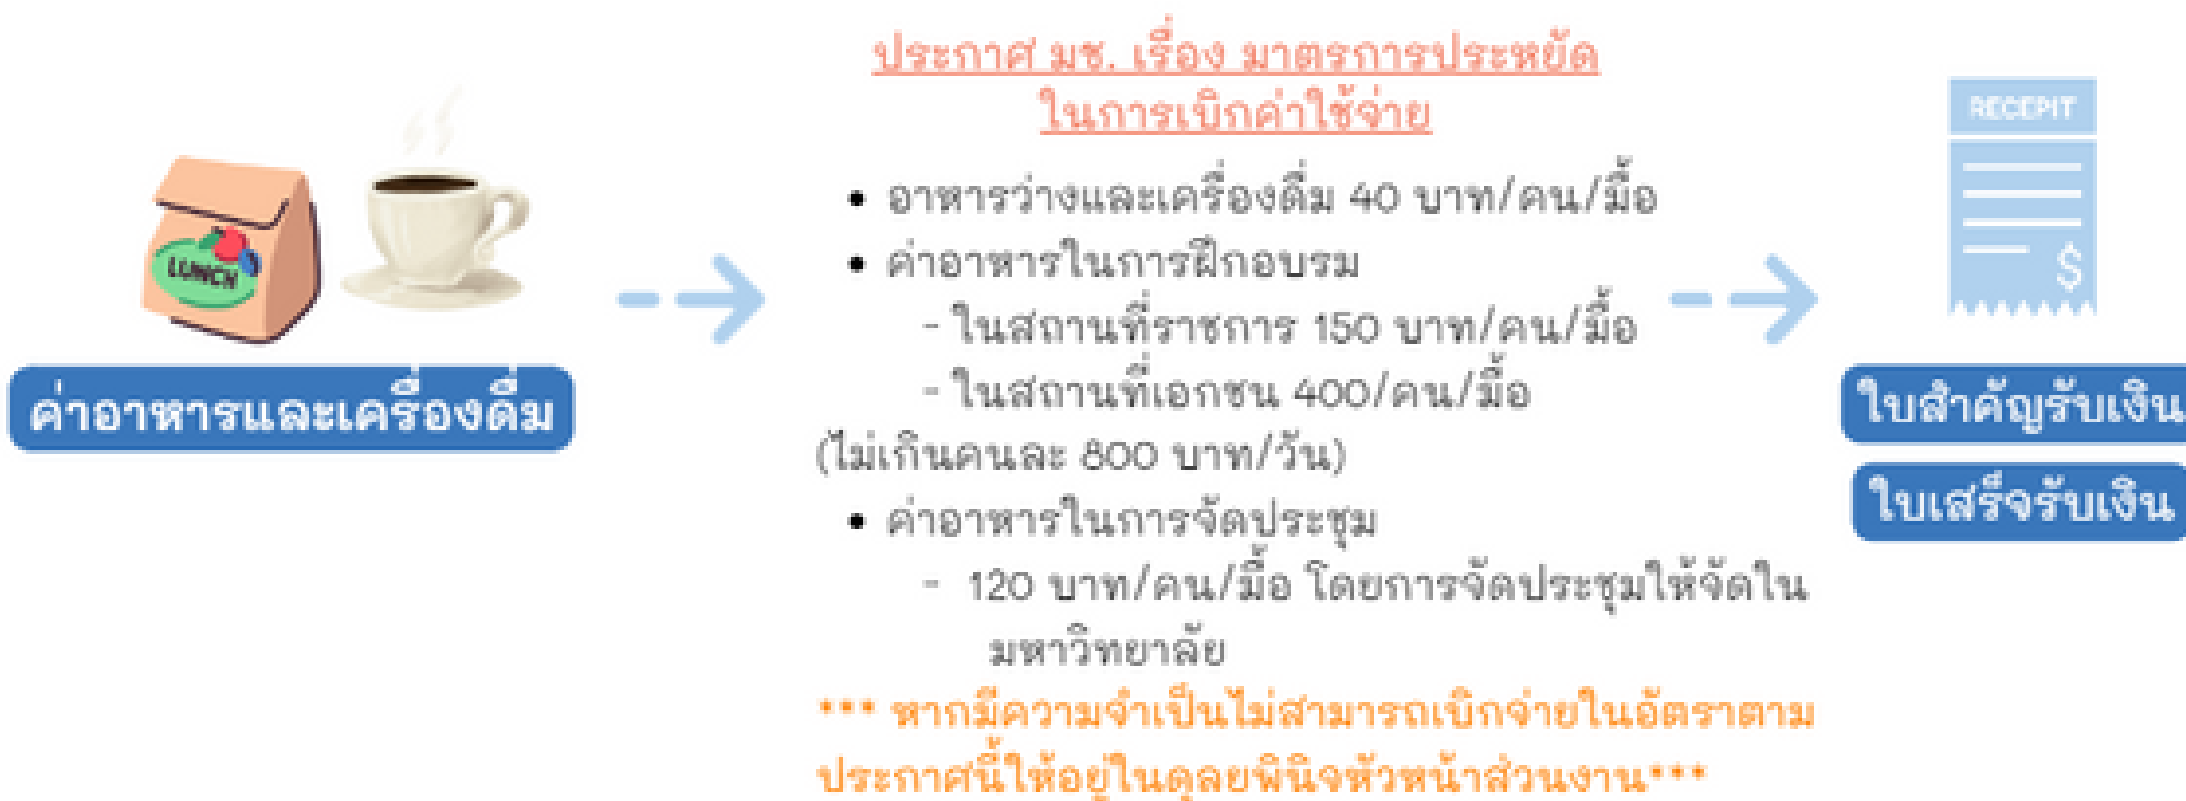 ประกาศ มช. เรื่อง มาตรการประหยัด
ในการเบิกค่าใช้จ่าย
LUNCH
ค่าอาหารและเครื่องดื่ม
• อาหารว่างและเครื่องดื่ม 40 บาท/คน/มื้อ
• ค่าอาหารในการฝึกอบรม
- ในสถานที่ราชการ 150 บาท/คน/มื้อ
- ในสถานที่เอกชน 400/คน/มื้อ
(ไม่เกินคนละ 800 บาท/วัน)
• ค่าอาหารในการจัดประชุม
- 120 บาท/คน/มื้อ โดยการจัดประชุมให้จัดใน
มหาวิทยาลัย
*** หากมีความจำเป็นไม่สามารถเบิกจ่ายในอัตราตาม
ประกาศนี้ให้อยู่ในดุลยพินิจหัวหน้าส่วนงาน***
RECEPIT
$
ใบสำคัญรับเงิน
ใบเสร็จรับเงิน